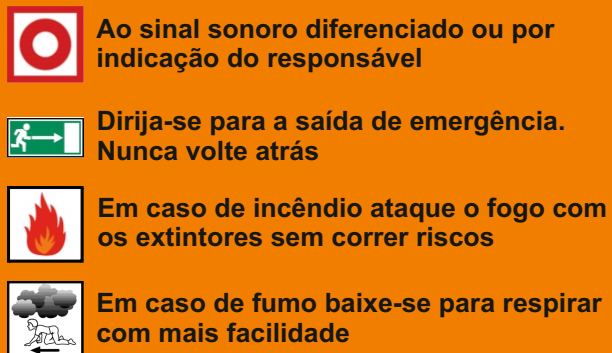 Ao sinal sonoro diferenciado ou por
indicação do responsável
Dirija-se para a saída de emergência.
Nunca volte atrás
Em caso de incêndio ataque o fogo com
os extintores sem correr riscos
Em caso de fumo baixe-se para respirar
com mais facilidade